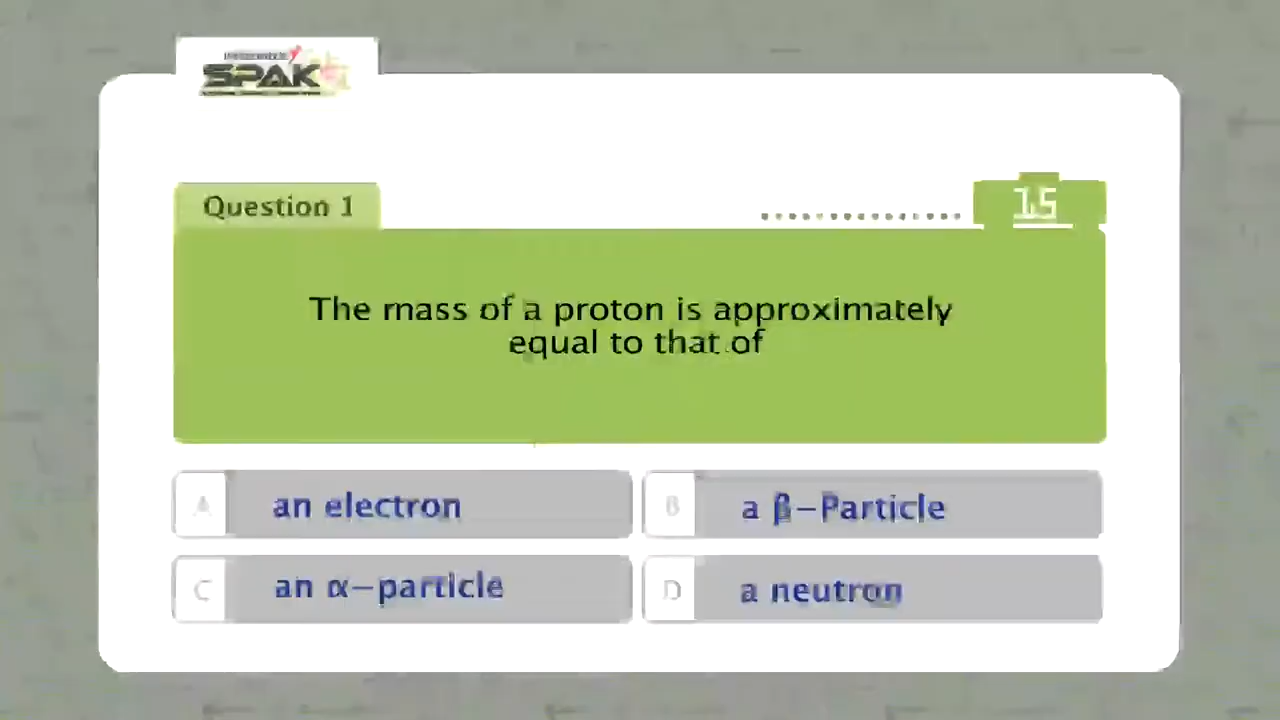 SPAK
Question 1
15
The mass of a proton is approximately
equal to that of
A an electron
B a β-Particle
C an α-particle
D a neutron